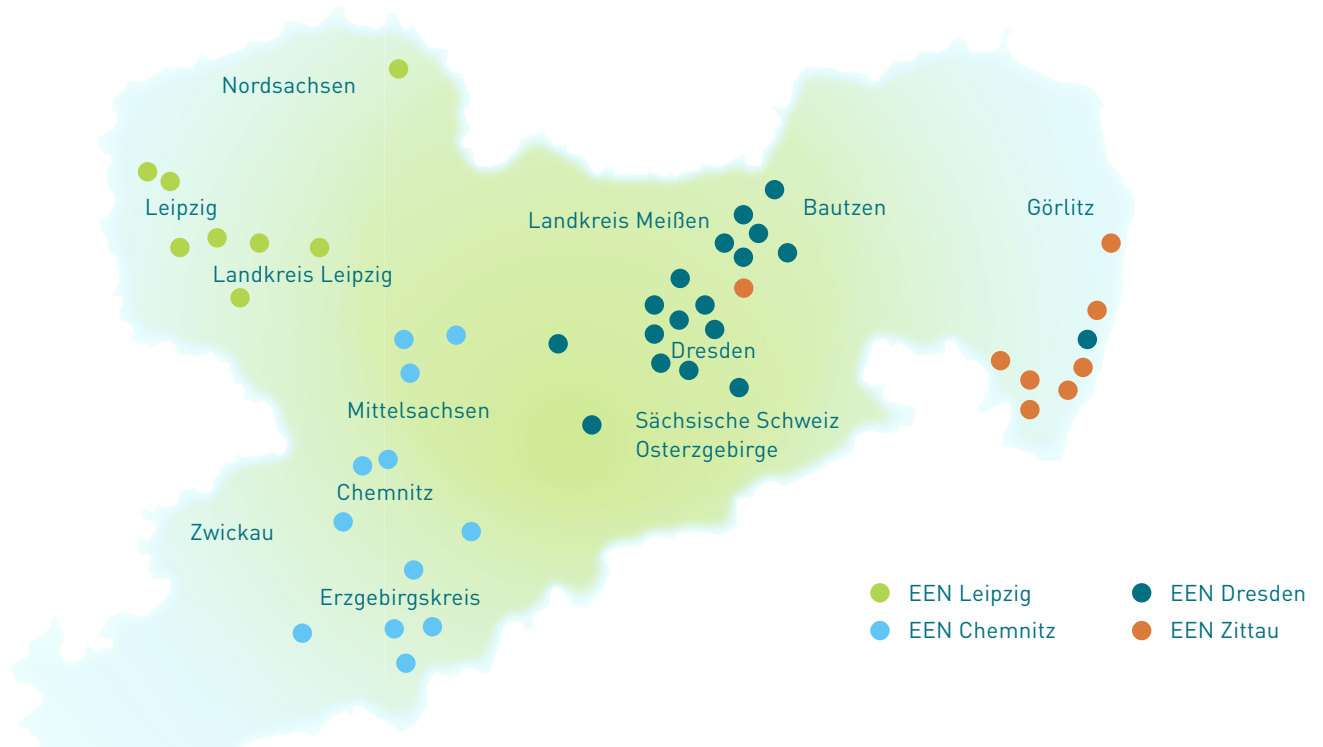 Nordsachsen
Leipzig
Landkreis Leipzig
Landkreis Meißen
Bautzen
Görlitz
Dresden
Mittelsachsen
Sächsische Schweiz
Osterzgebirge
Chemnitz
Zwickau
Erzgebirgskreis
EEN Leipzig
EEN Dresden
EEN Chemnitz
EEN Zittau